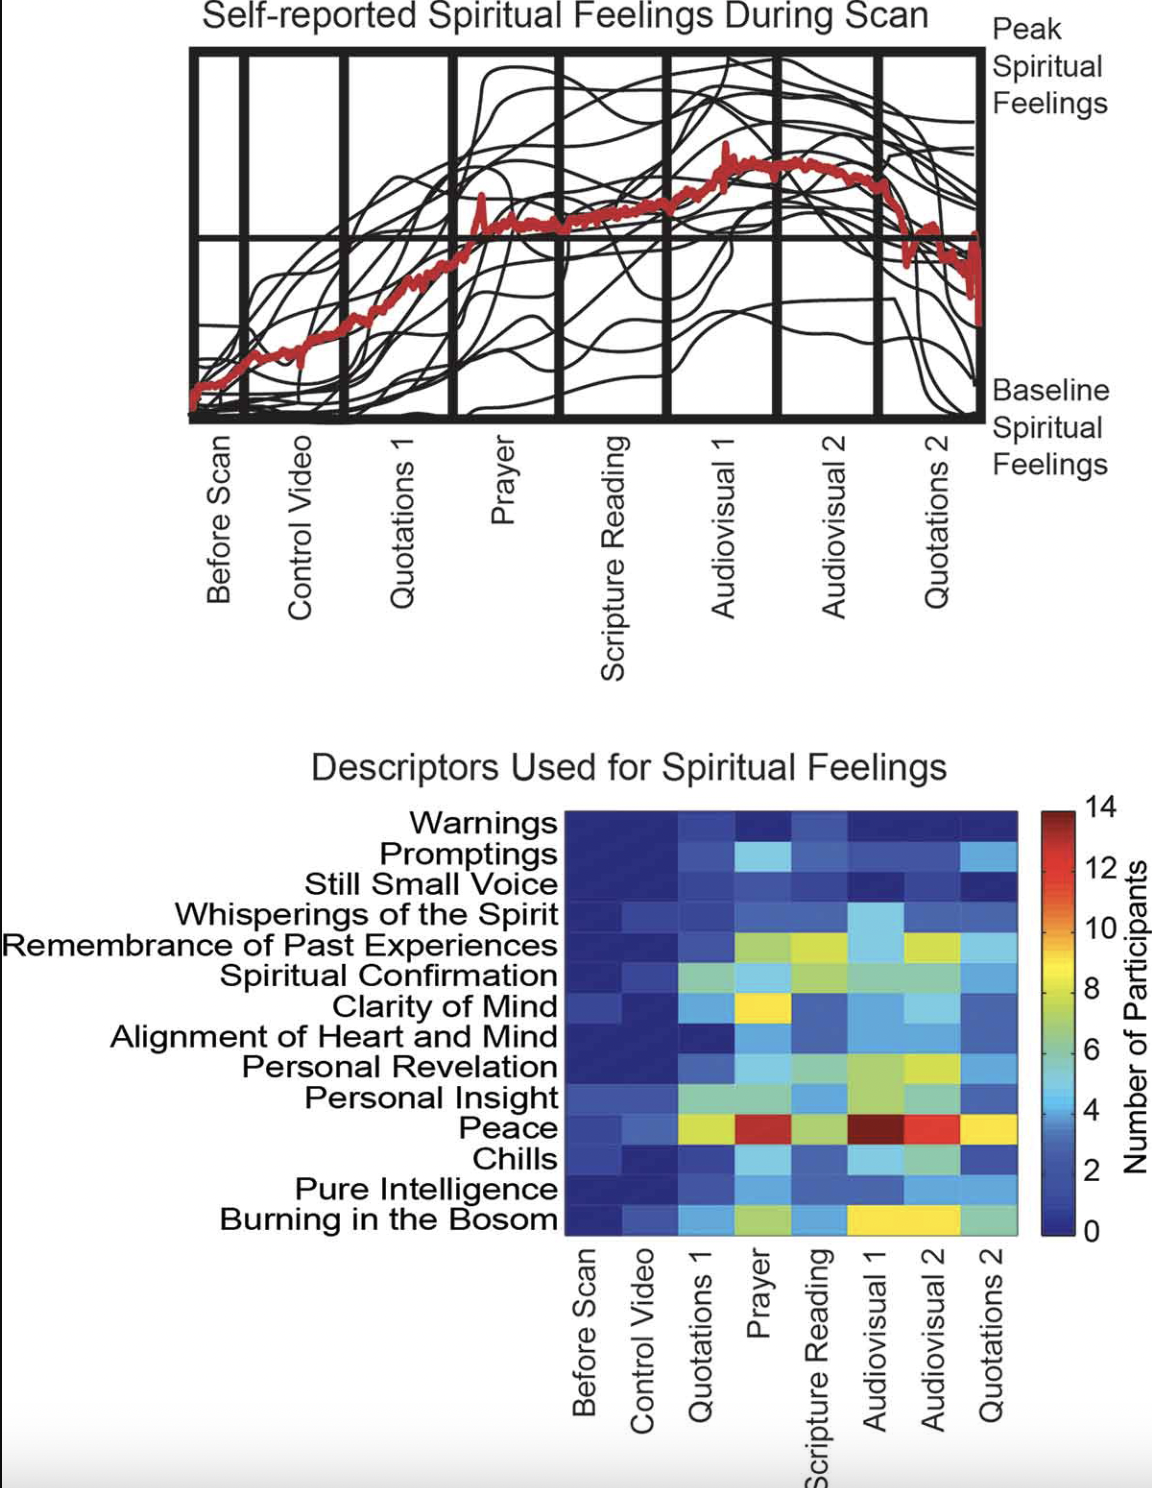 Self-reported Spiritual Feelings During Scan
Peak
Spiritual
Feelings
Baseline
Spiritual
Feelings
Before Scan
Control Video
Quotations 1
Prayer
Scripture Reading
Audiovisual 1
Audiovisual 2
Quotations 2
Descriptors Used for Spiritual Feelings
Warnings
Promptings
Still Small Voice
Whisperings of the Spirit
Remembrance of Past Experiences
Spiritual Confirmation
Clarity of Mind
Alignment of Heart and Mind
Personal Revelation
Personal Insight
Peace
Chills
Pure Intelligence
Burning in the Bosom
14
12
10
8
6
4
2
0
Number of Participants
Before Scan
Control Video
Quotations 1
Prayer
Scripture Reading
Audiovisual 1
Audiovisual 2
Quotations 2